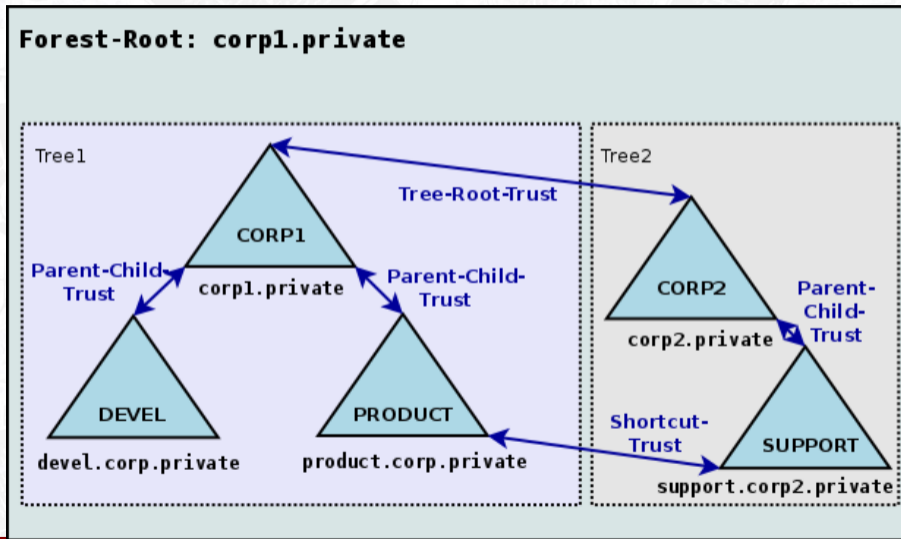 Forest-Root: corp1.private
Tree1
Tree2
Tree-Root-Trust
CORP1
corp1.private
Parent-Child-
Trust
Parent-Child-
Trust
CORP2
corp2.private
Parent-
Child-
Trust
DEVEL
devel.corp.private
PRODUCT
product.corp.private
Shortcut-
Trust
SUPPORT
support.corp2.private